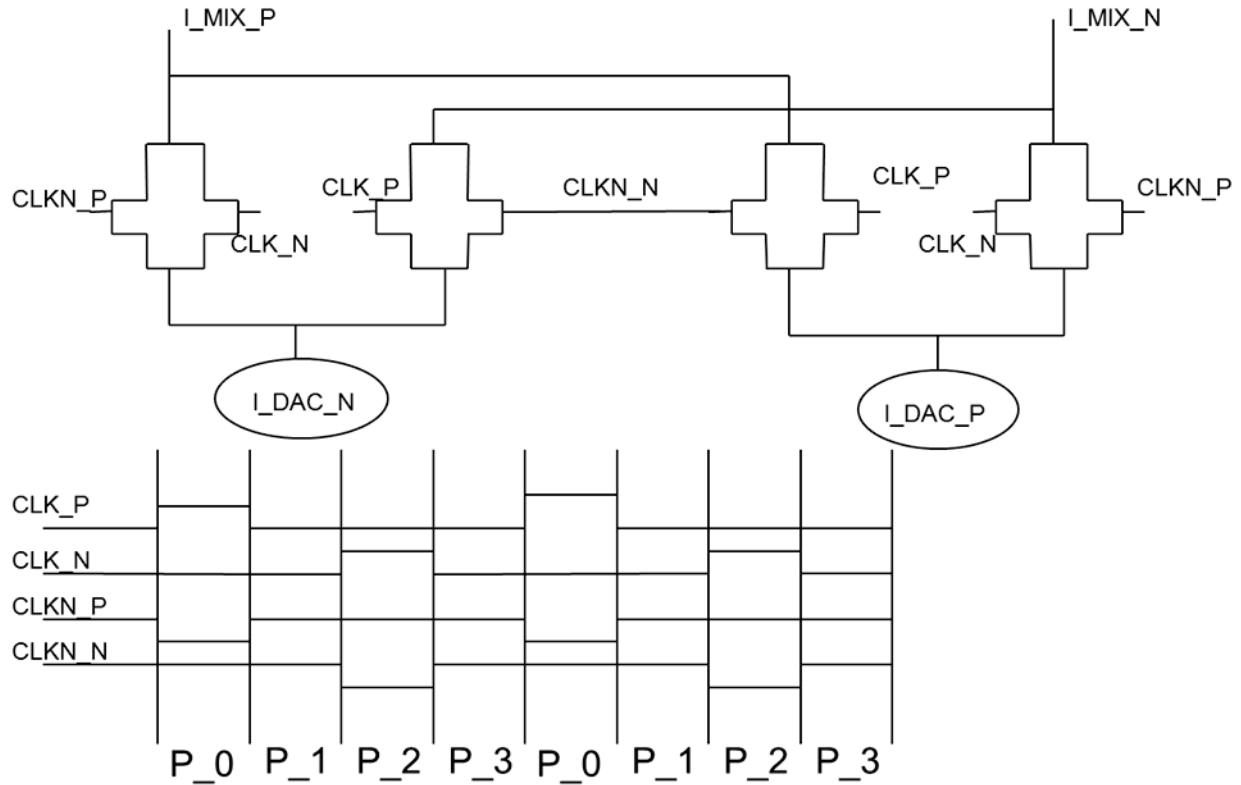 I_MIX_P
I_MIX_N
CLKN_P
CLK_N
CLK_P
CLKN_N
CLK_P
CLK_N
CLKN_P
I_DAC_N
I_DAC_P
CLK_P
CLK_N
CLKN_P
CLKN_N
P_0 P_1 P_2 P_3 P_0 P_1 P_2 P_3